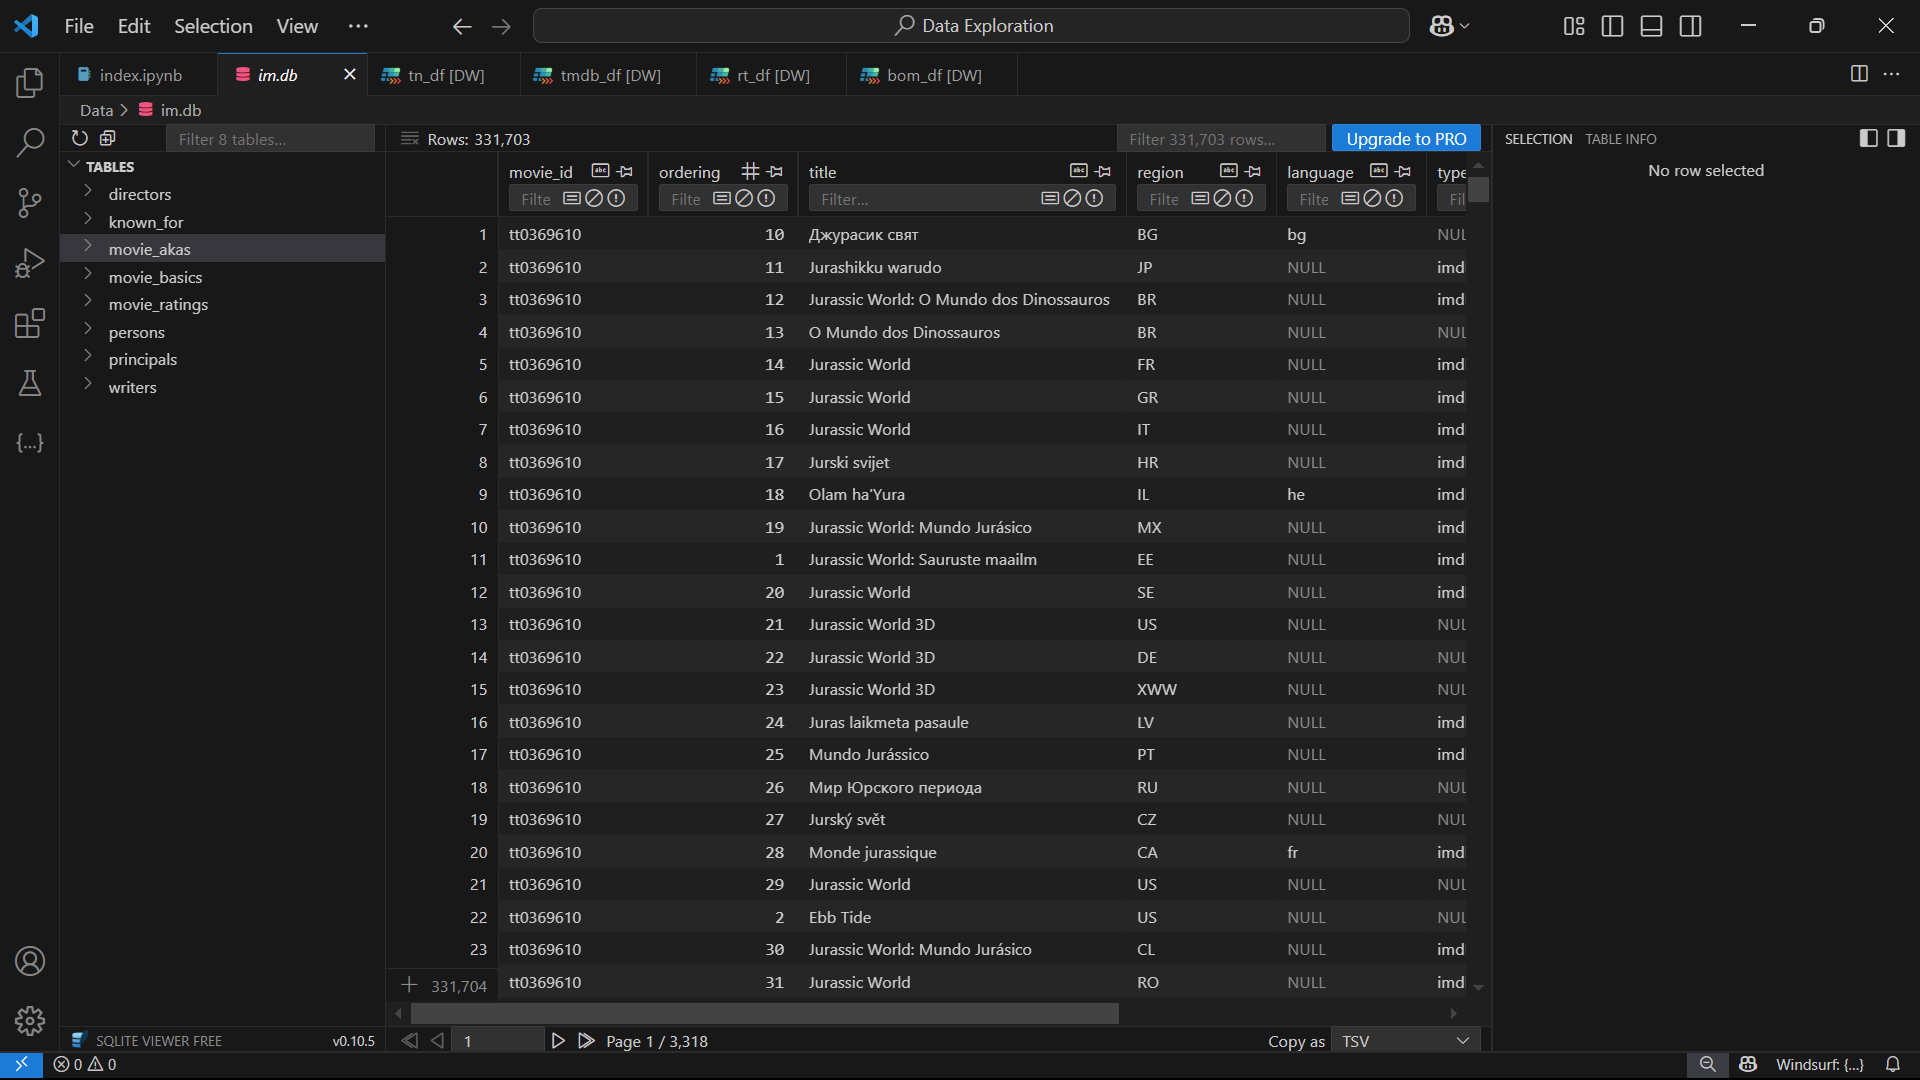 File Edit Selection View Data Exploration
index.ipynb im.db tn_df [DW] tmdb_df [DW] rt_df [DW] bom_df [DW]
Data im.db
Filter 8 tables... Rows: 331,703 Filter 331,703 rows... Upgrade to PRO SELECTION TABLE INFO
No row selected
TABLES
directors
known_for
movie_akas
movie_basics
movie_ratings
persons
principals
writers
movie_id ordering title region language type
Filte Filte Filter... Filte Filte Fil
1 tt0369610 10 Джурасик свят BG bg NUL
2 tt0369610 11 Jurashikku warudo JP NULL imd
3 tt0369610 12 Jurassic World: O Mundo dos Dinossauros BR NULL imd
4 tt0369610 13 O Mundo dos Dinossauros BR NULL NUL
5 tt0369610 14 Jurassic World FR NULL imd
6 tt0369610 15 Jurassic World GR NULL imd
7 tt0369610 16 Jurassic World IT NULL imd
8 tt0369610 17 Jurski svijet HR NULL imd
9 tt0369610 18 Olam ha'Yura IL he imd
10 tt0369610 19 Jurassic World: Mundo Jurásico MX NULL imd
11 tt0369610 1 Jurassic World: Sauruste maailm EE NULL imd
12 tt0369610 20 Jurassic World SE NULL imd
13 tt0369610 21 Jurassic World 3D US NULL NUL
14 tt0369610 22 Jurassic World 3D DE NULL NUL
15 tt0369610 23 Jurassic World 3D XWW NULL NUL
16 tt0369610 24 Juras laikmeta pasaule LV NULL imd
17 tt0369610 25 Mundo Jurássico PT NULL imd
18 tt0369610 26 Мир Юрского периода RU NULL NUL
19 tt0369610 27 Jurský svět CZ NULL NUL
20 tt0369610 28 Monde jurassique CA fr imd
21 tt0369610 29 Jurassic World US NULL NUL
22 tt0369610 2 Ebb Tide US NULL NUL
23 tt0369610 30 Jurassic World: Mundo Jurásico CL NULL imd
331,704 tt0369610 31 Jurassic World RO NULL imd
SQLITE VIEWER FREE v0.10.5 1 Page 1 / 3,318 Copy as TSV
0 0 Windsurf: {...}